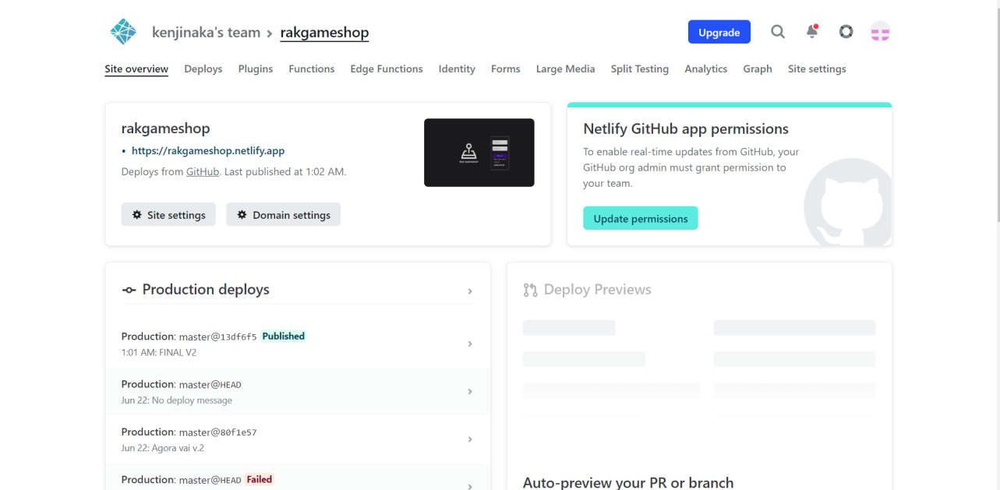 kenjinaka's team > rakgameshop
Upgrade
Site overview Deploys Plugins Functions Edge Functions Identity Forms Large Media Split Testing Analytics Graph Site settings
rakgameshop
• https://rakgameshop.netlify.app
Deploys from GitHub. Last published at 1:02 AM.
Site settings Domain settings
Netlify GitHub app permissions
To enable real-time updates from GitHub, your
GitHub org admin must grant permission to
your team.
Update permissions
Production deploys
Production: master@13df6f5 Published
1:01 AM: FINAL V2
Production: master@HEAD
Jun 22: No deploy message
Production: master@80f1e57
Jun 22: Agora vai v.2
Production: master@HEAD Failed
Deploy Previews
Auto-preview your PR or branch